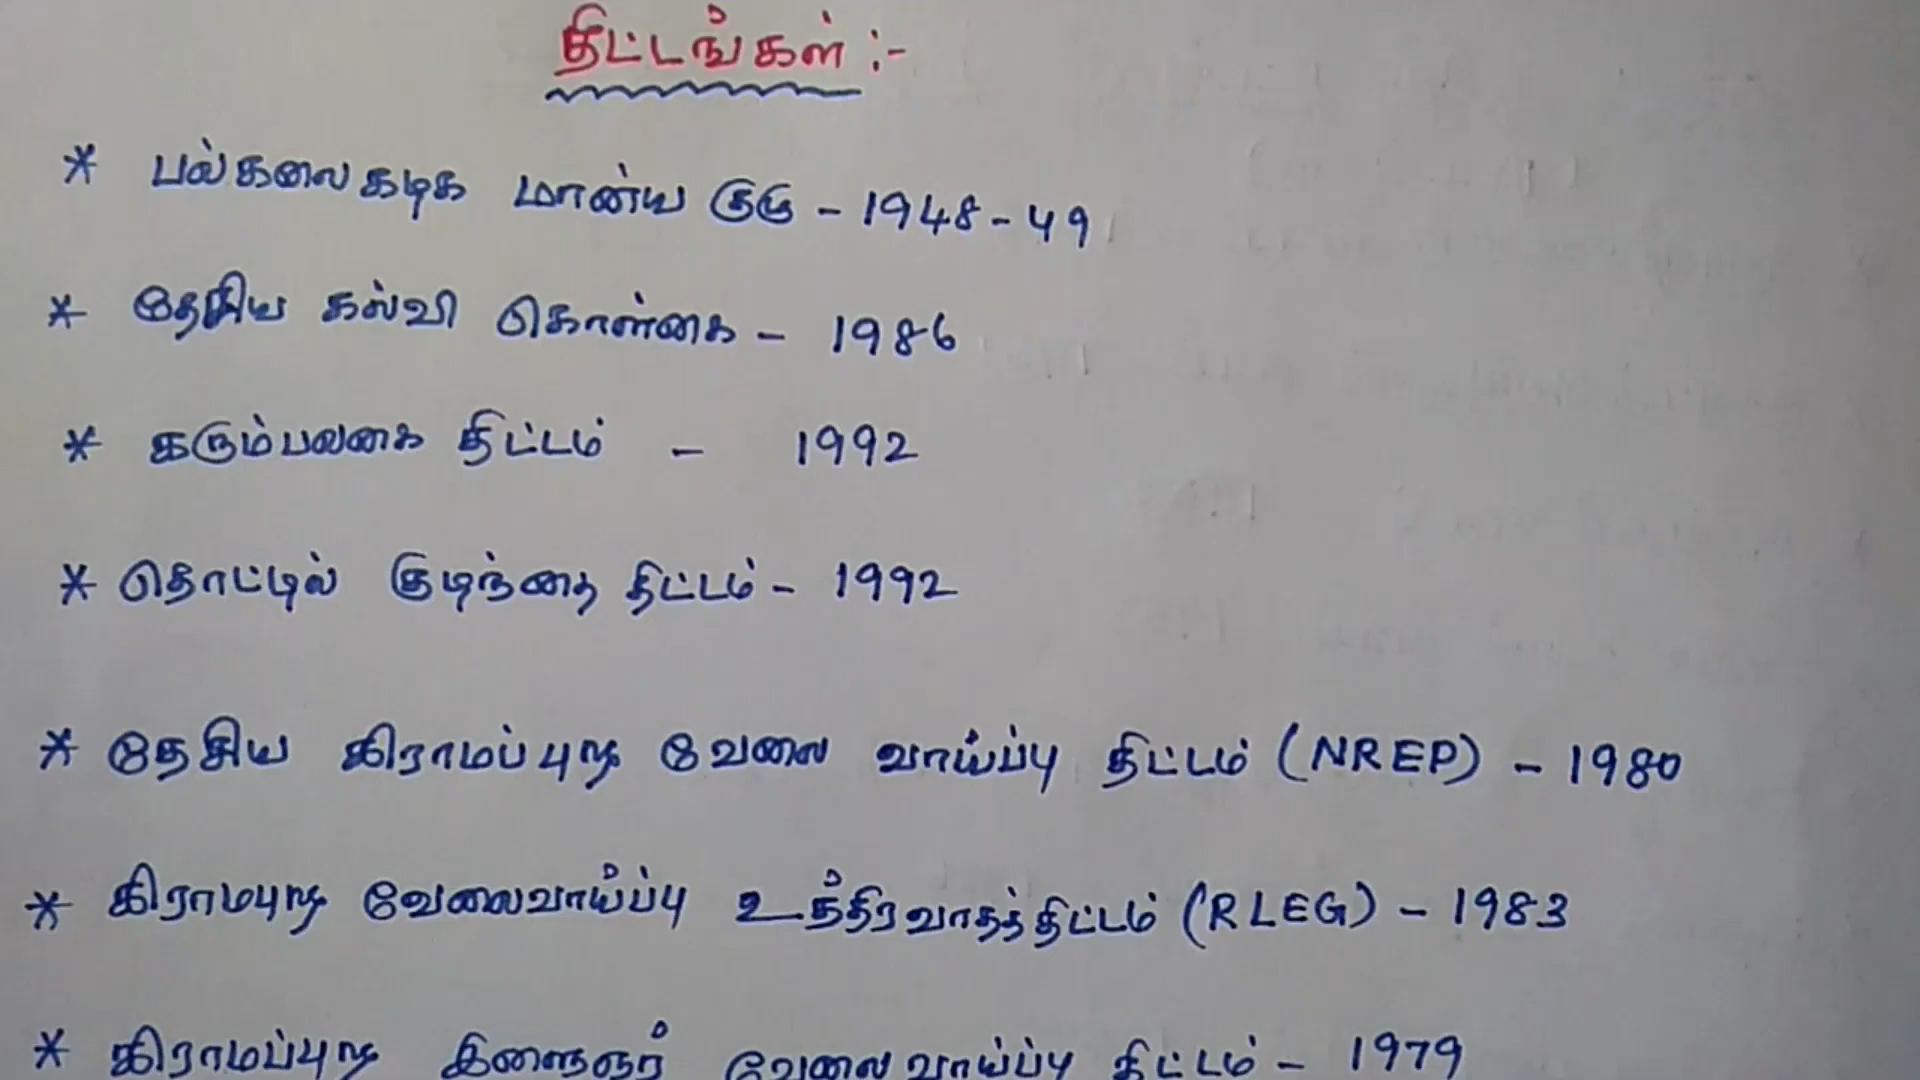 திட்டங்கள் :-
* பல்கலைகழக மான்ய குழு - 1948-49
* தேசிய கல்வி கொள்கை - 1986
* கரும்பலகை திட்டம் - 1992
* தொட்டில் குழந்தை திட்டம் - 1992
* தேசிய கிராமப்புற வேலை வாய்ப்பு திட்டம் (NREP) - 1980
* கிராமபுற வேலைவாய்ப்பு உத்திரவாதத்திட்டம் (RLEG) - 1983
* கிராமப்புற இளைஞர் வேலைவாய்ப்பு திட்டம் - 1979